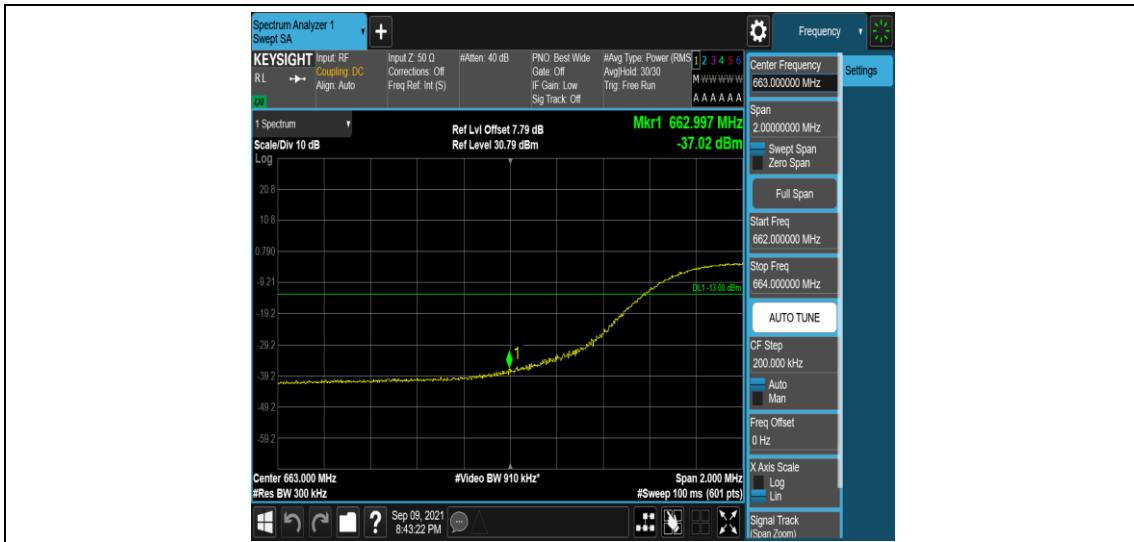 Spectrum Analyzer 1
Swept SA
+
Frequency
KEYSIGHT
RL
LXI
Input: RF
Coupling: DC
Align: Auto
Input Z: 50 Ω
Corrections: Off
Freq Ref: Int (S)
#Atten: 40 dB
PNO: Best Wide
Gate: Off
IF Gain: Low
Sig Track: Off
#Avg Type: Power (RMS
Avg|Hold: 30/30
Trig: Free Run
1 2 3 4 5 6
M W W W W W
A A A A A A
1 Spectrum
Scale/Div 10 dB
Log
Ref Lvl Offset 7.79 dB
Ref Level 30.79 dBm
Mkr1 662.997 MHz
-37.02 dBm
20.8
10.8
0.790
-9.21
DL1 -13.00 dBm
-19.2
-29.2
1
-39.2
-49.2
-59.2
Center 663.000 MHz
#Res BW 300 kHz
#Video BW 910 kHz*
Span 2.000 MHz
#Sweep 100 ms (601 pts)
?
Sep 09, 2021
8:43:22 PM
Center Frequency
663.000000 MHz
Settings
Span
2.00000000 MHz
Swept Span
Zero Span
Full Span
Start Freq
662.000000 MHz
Stop Freq
664.000000 MHz
AUTO TUNE
CF Step
200.000 kHz
Auto
Man
Freq Offset
0 Hz
X Axis Scale
Log
Lin
Signal Track
(Span Zoom)